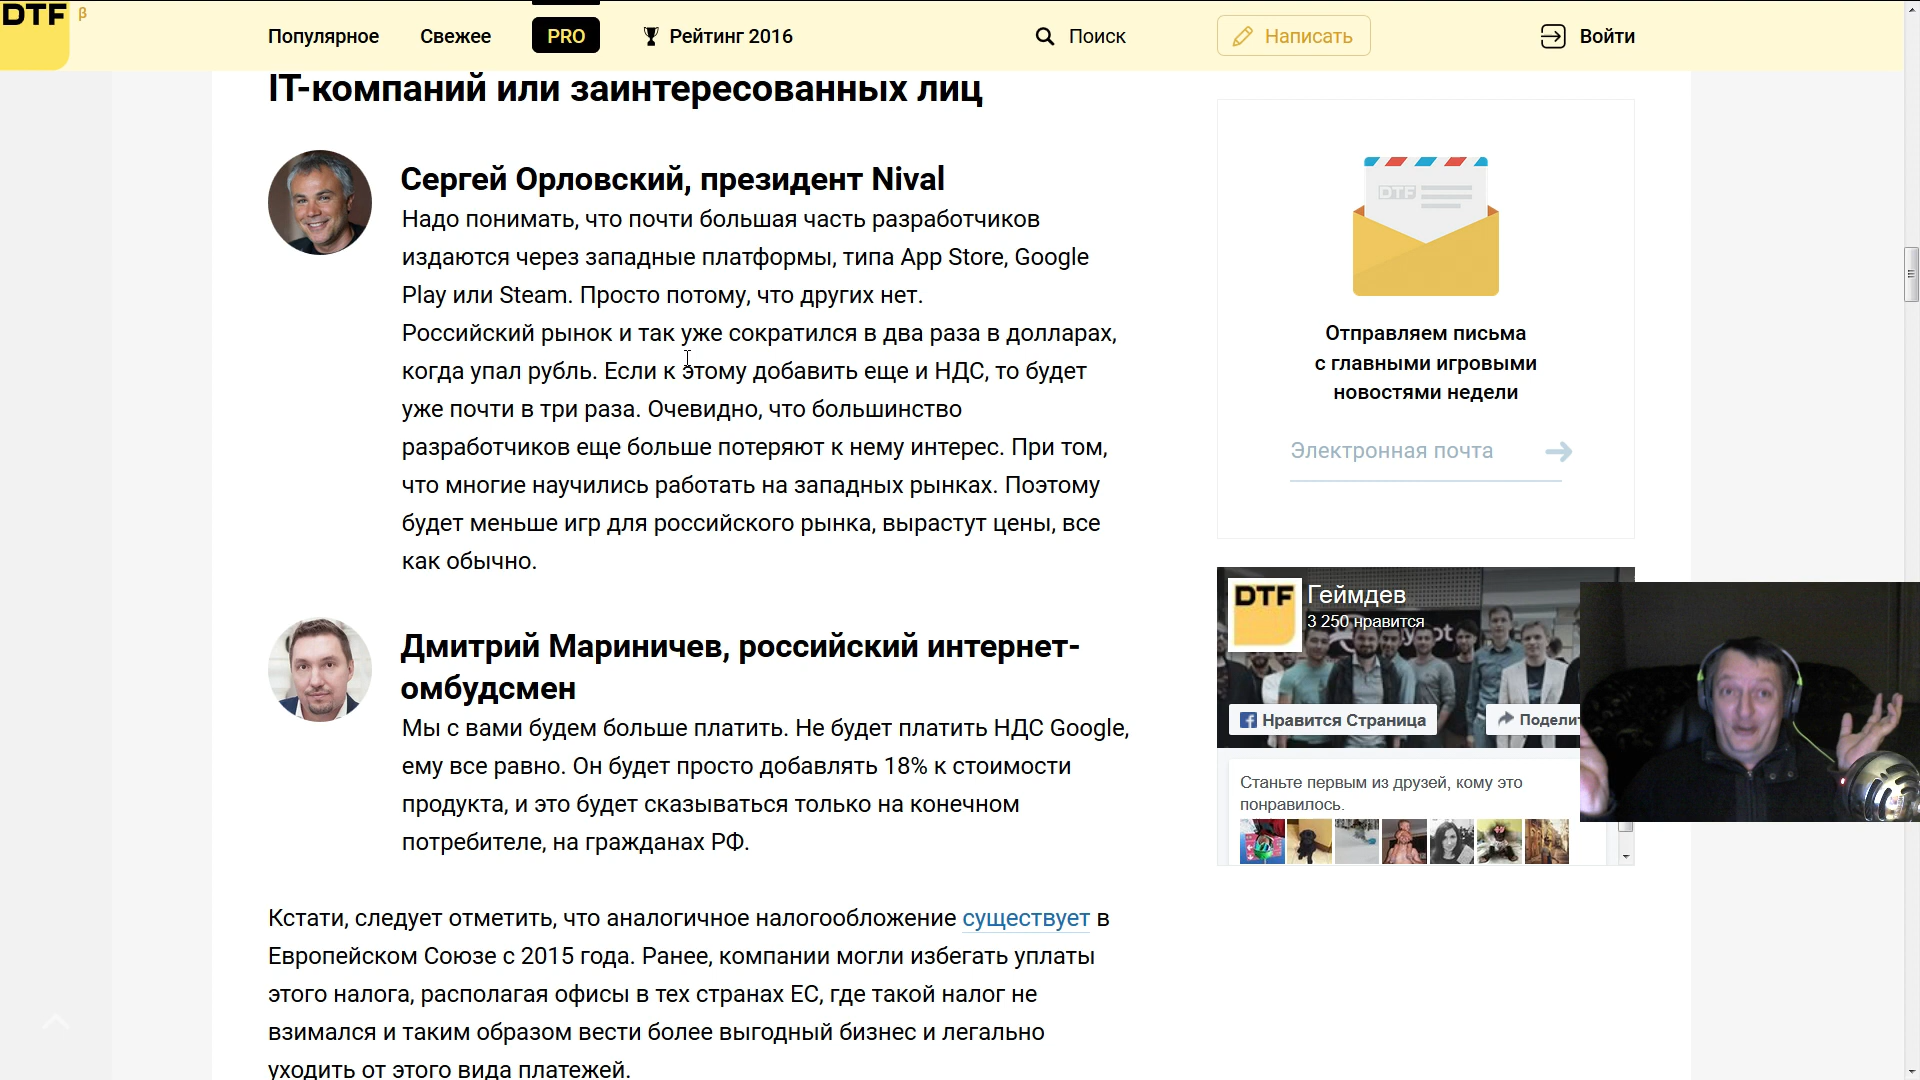 DTF β
Популярное
Свежее
PRO
Рейтинг 2016
Поиск
Написать
Войти
IT-компаний или заинтересованных лиц
Сергей Орловский, президент Nival
Надо понимать, что почти большая часть разработчиков
издаются через западные платформы, типа App Store, Google
Play или Steam. Просто потому, что других нет.
Российский рынок и так уже сократился в два раза в долларах,
когда упал рубль. Если к этому добавить еще и НДС, то будет
уже почти в три раза. Очевидно, что большинство
разработчиков еще больше потеряют к нему интерес. При том,
что многие научились работать на западных рынках. Поэтому
будет меньше игр для российского рынка, вырастут цены, все
как обычно.
Дмитрий Мариничев, российский интернет-
омбудсмен
Мы с вами будем больше платить. Не будет платить НДС Google,
ему все равно. Он будет просто добавлять 18% к стоимости
продукта, и это будет сказываться только на конечном
потребителе, на гражданах РФ.
Кстати, следует отметить, что аналогичное налогообложение существует в
Европейском Союзе с 2015 года. Ранее, компании могли избегать уплаты
этого налога, располагая офисы в тех странах ЕС, где такой налог не
взимался и таким образом вести более выгодный бизнес и легально
уходить от этого вида платежей.
DTF
Отправляем письма
с главными игровыми
новостями недели
Электронная почта
DTF
Геймдев
3 250 нравится
Нравится Страница
Поделит
Станьте первым из друзей, кому это
понравилось.